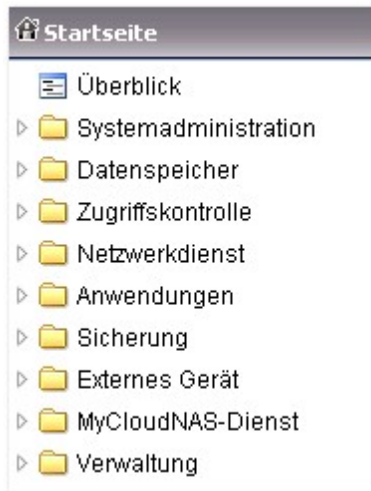 Startseite
Überblick
Systemadministration
Datenspeicher
Zugriffskontrolle
Netzwerkdienst
Anwendungen
Sicherung
Externes Gerät
MyCloudNAS-Dienst
Verwaltung